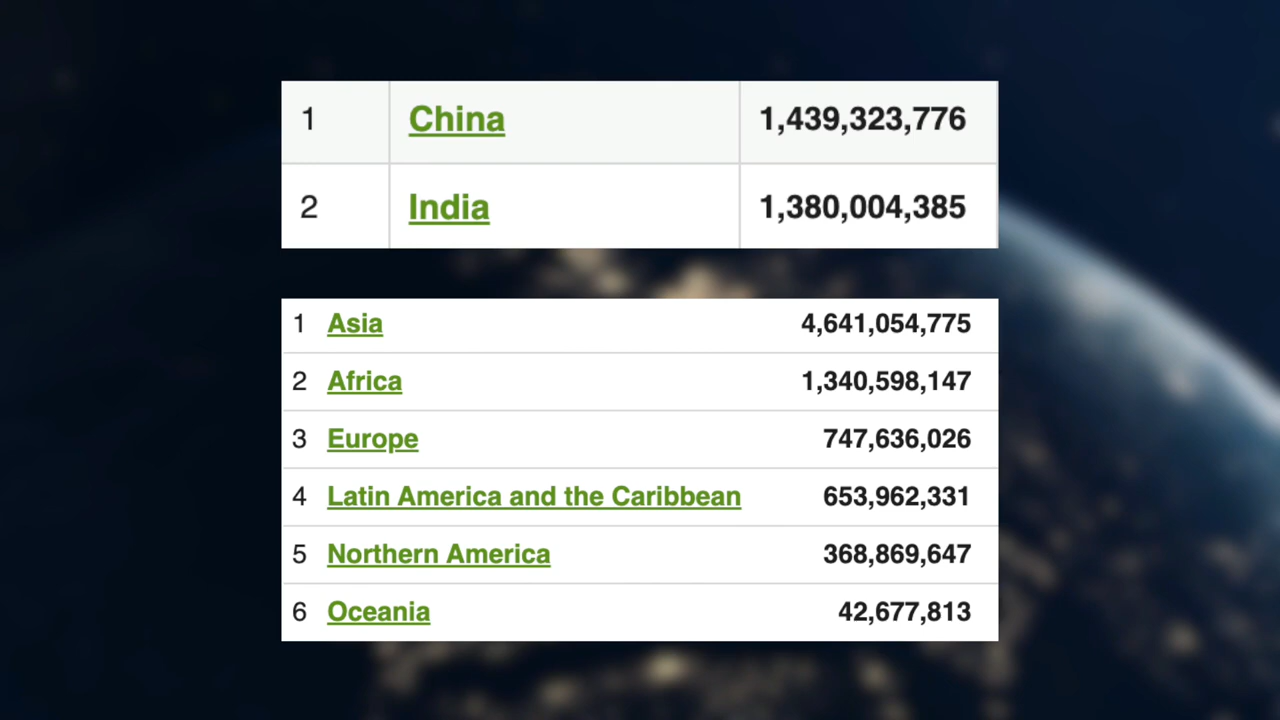 1 China 1,439,323,776
2 India 1,380,004,385
1 Asia 4,641,054,775
2 Africa 1,340,598,147
3 Europe 747,636,026
4 Latin America and the Caribbean 653,962,331
5 Northern America 368,869,647
6 Oceania 42,677,813